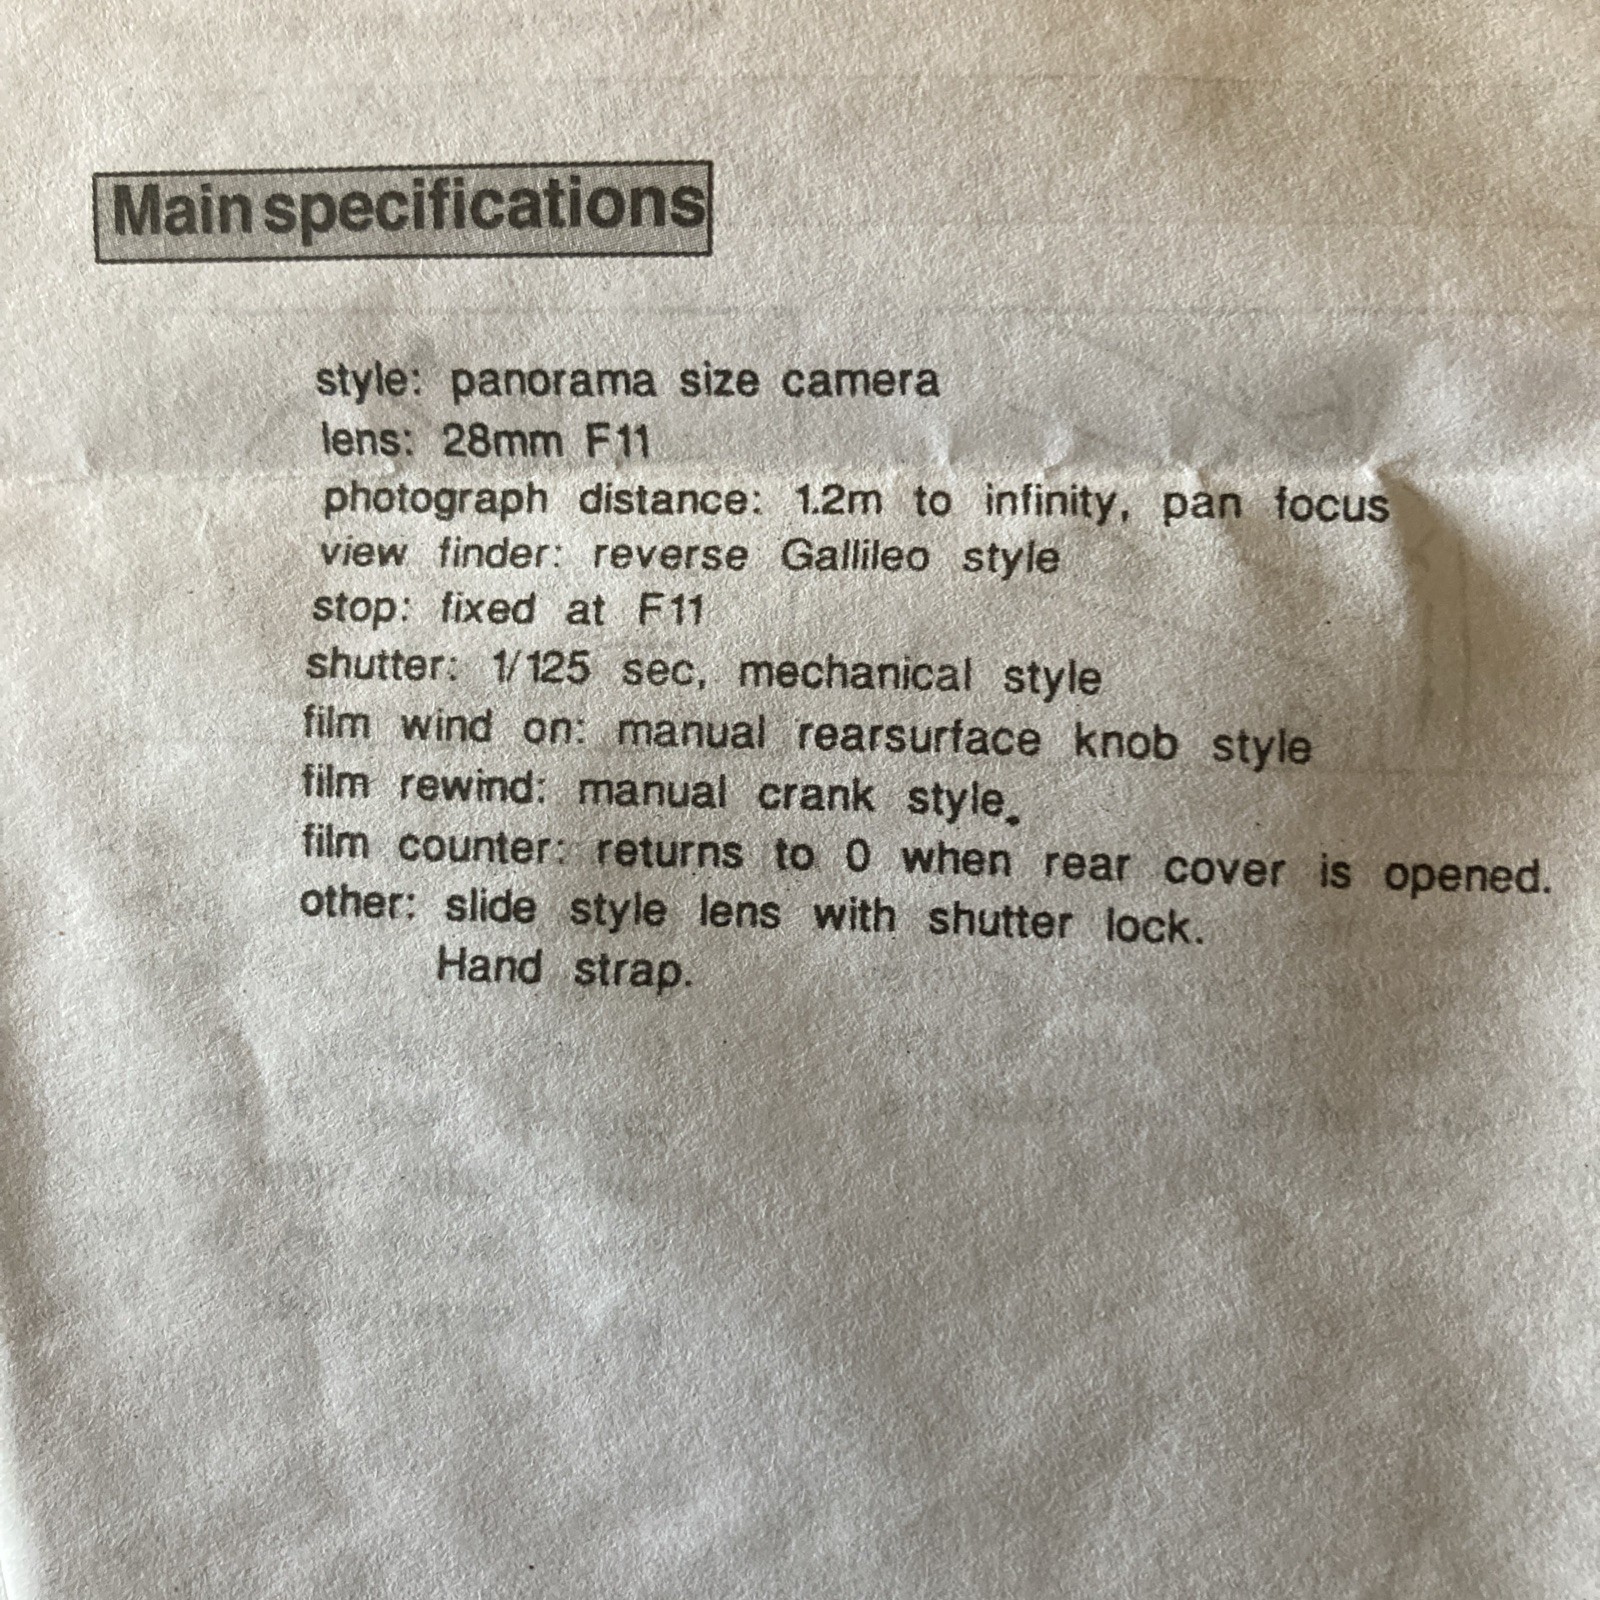 Main specifications
style: panorama size camera
lens: 28mm F11
photograph distance: 1.2m to infinity, pan focus
view finder: reverse Gallileo style
stop: fixed at F11
shutter: 1/125 sec, mechanical style
film wind on: manual rearsurface knob style
film rewind: manual crank style.
film counter: returns to 0 when rear cover is opened.
other: slide style lens with shutter lock.
Hand strap.